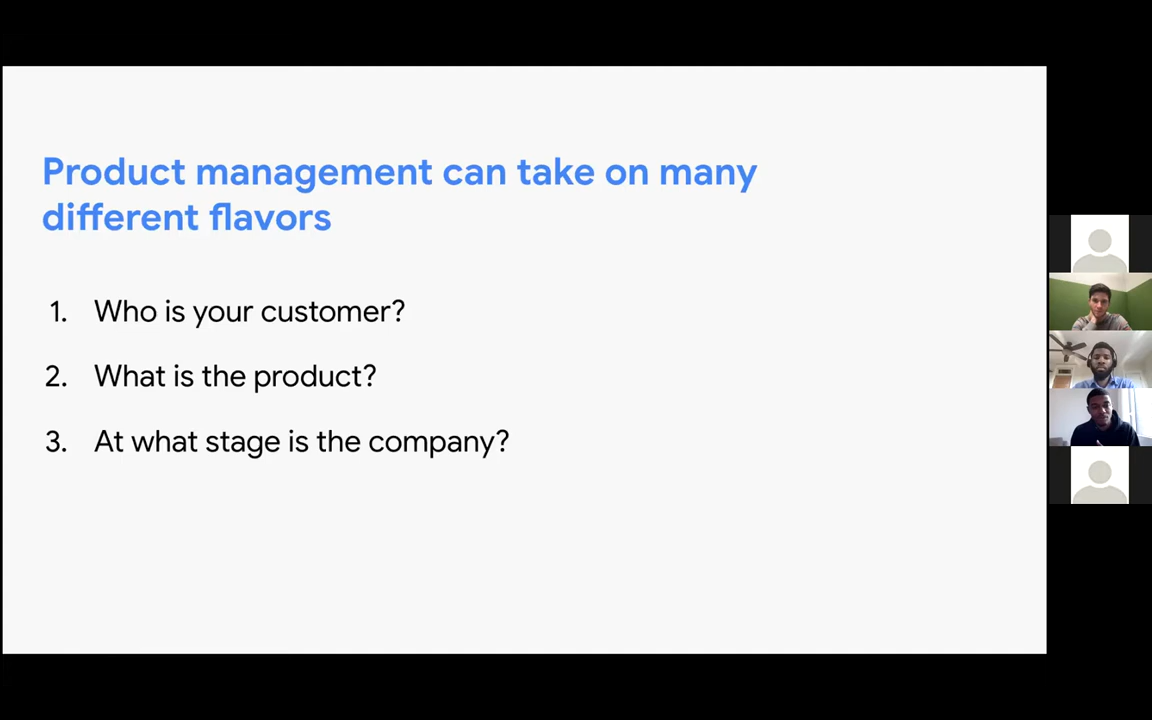 Product management can take on many
different flavors
1. Who is your customer?
2. What is the product?
3. At what stage is the company?